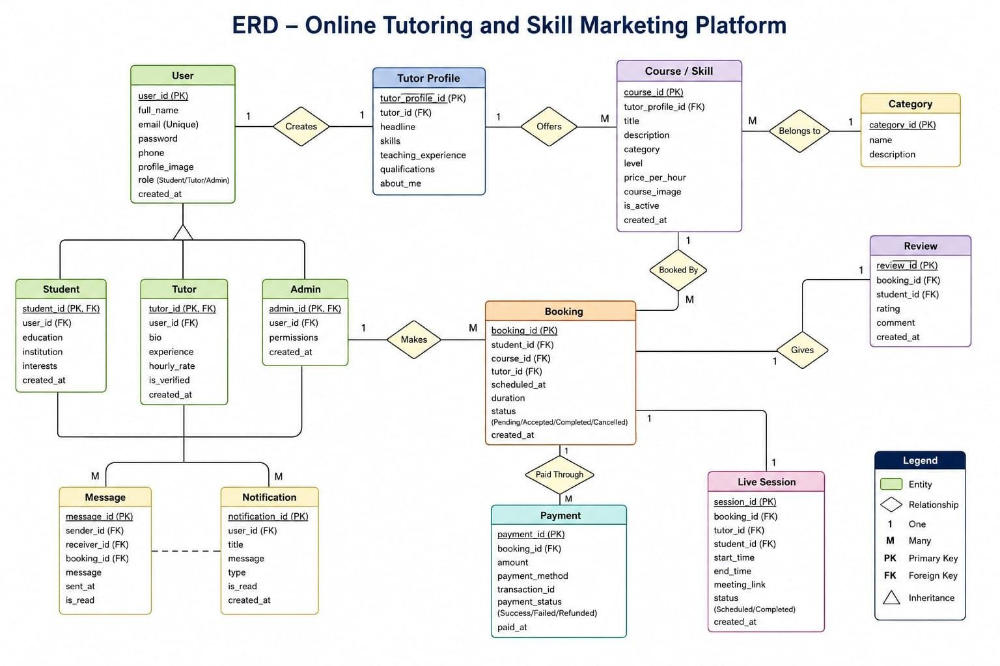 ERD – Online Tutoring and Skill Marketing Platform
User
user_id (PK)
full_name
email (Unique)
password
phone
profile_image
role (Student/Tutor/Admin)
created_at
1
Creates
1
Tutor Profile
tutor_profile_id (PK)
tutor_id (FK)
headline
skills
teaching_experience
qualifications
about_me
1
Offers
M
Course / Skill
course_id (PK)
tutor_profile_id (FK)
title
description
category
level
price_per_hour
course_image
is_active
created_at
M
Belongs to
1
Category
category_id (PK)
name
description
1
Booked By
M
Student
student_id (PK, FK)
user_id (FK)
education
institution
interests
created_at
Tutor
tutor_id (PK, FK)
user_id (FK)
bio
experience
hourly_rate
is_verified
created_at
Admin
admin_id (PK, FK)
user_id (FK)
permissions
created_at
1
Makes
M
Booking
booking_id (PK)
student_id (FK)
course_id (FK)
tutor_id (FK)
scheduled_at
duration
status
(Pending/Accepted/Completed/Cancelled)
created_at
1
Gives
1
Review
review_id (PK)
booking_id (FK)
student_id (FK)
rating
comment
created_at
M
Message
message_id (PK)
sender_id (FK)
receiver_id (FK)
booking_id (FK)
message
sent_at
is_read
M
Notification
notification_id (PK)
user_id (FK)
title
message
type
is_read
created_at
1
Paid Through
M
Payment
payment_id (PK)
booking_id (FK)
amount
payment_method
transaction_id
payment_status
(Success/Failed/Refunded)
paid_at
1
1
Live Session
session_id (PK)
booking_id (FK)
tutor_id (FK)
student_id (FK)
start_time
end_time
meeting_link
status
(Scheduled/Completed)
created_at
Legend
Entity
Relationship
1 One
M Many
PK Primary Key
FK Foreign Key
Inheritance